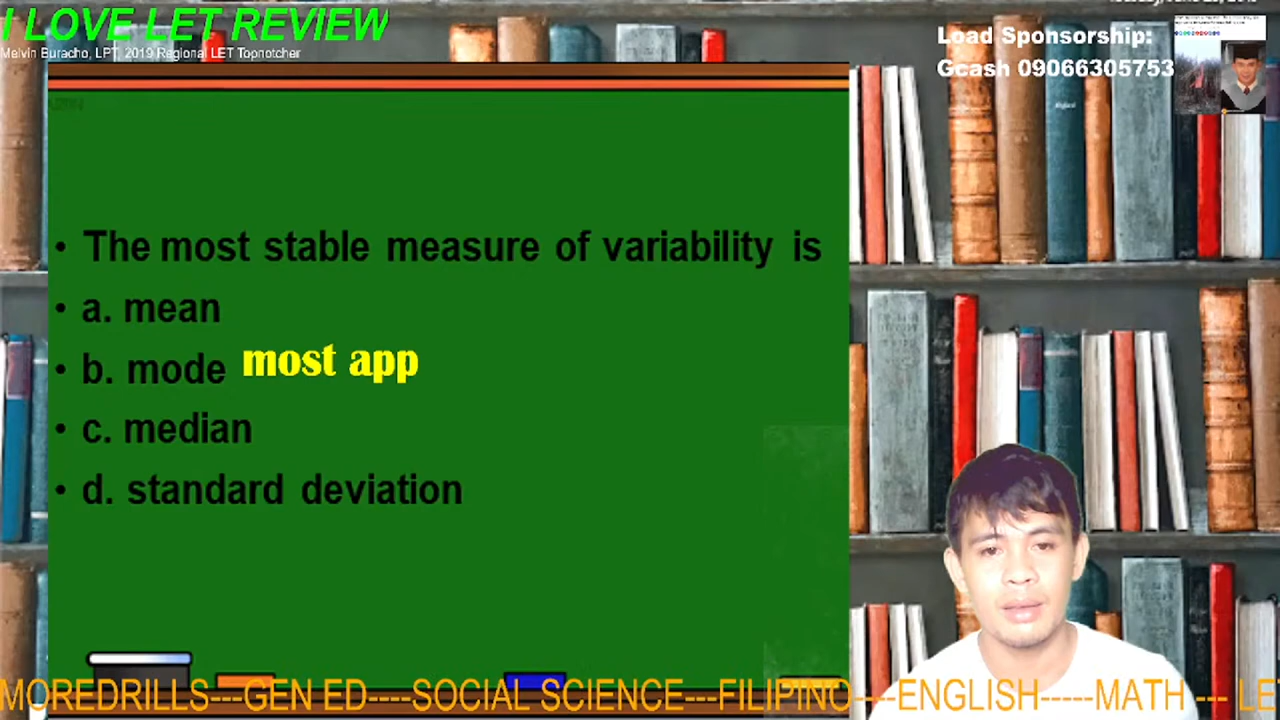 I LOVE LET REVIEW
Melvin Buracho, LPT, 2019 Regional LET Topnotcher
Load Sponsorship:
Gcash 09066305753
• The most stable measure of variability is
• a. mean
• b. mode most app
• c. median
• d. standard deviation
MOREDRILLS---GEN ED----SOCIAL SCIENCE---FILIPINO----ENGLISH-----MATH --- LE